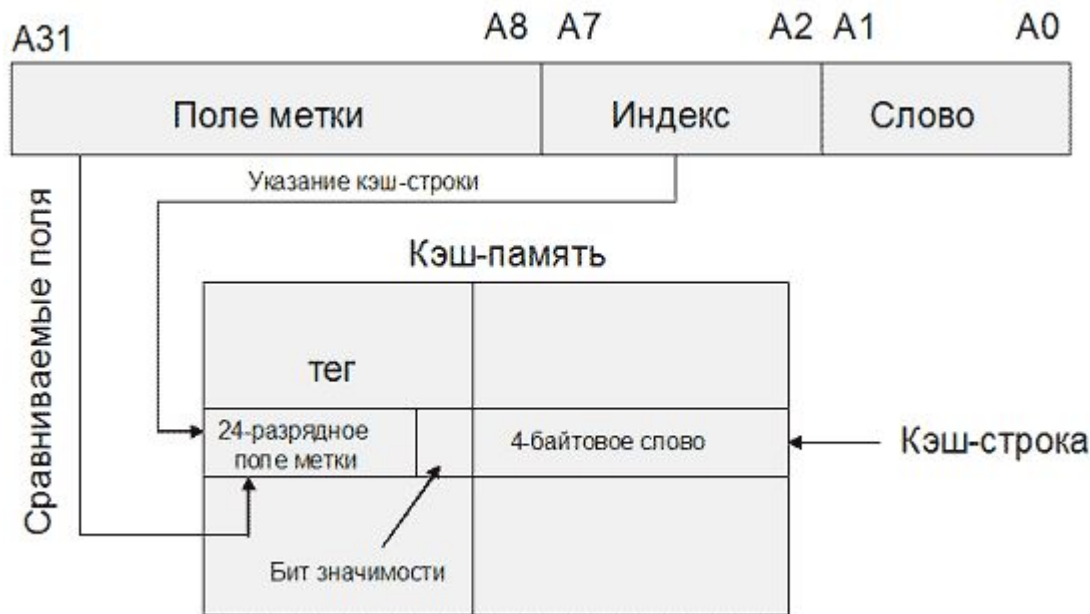 A31 A8 A7 A2 A1 A0
Поле метки Индекс Слово
Указание кэш-строки
Сравниваемые поля
Кэш-память
тег
24-разрядное
поле метки
4-байтовое слово
Кэш-строка
Бит значимости